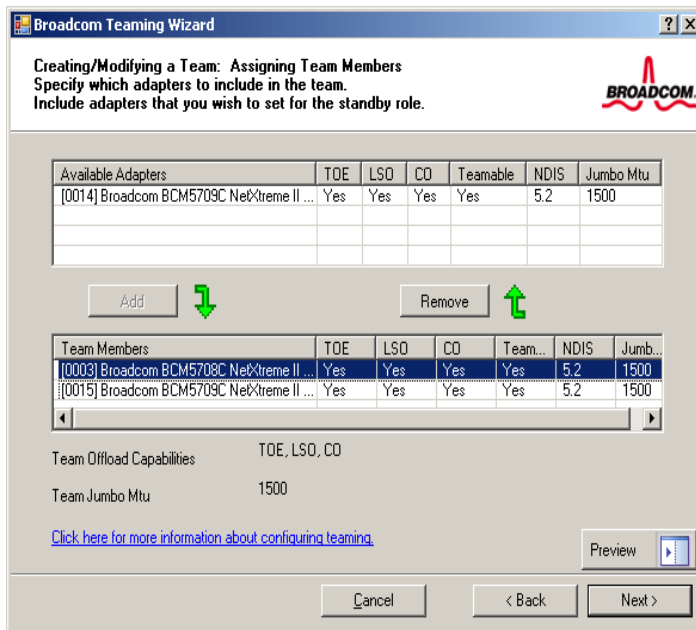 Broadcom Teaming Wizard
Creating/Modifying a Team: Assigning Team Members
Specify which adapters to include in the team.
Include adapters that you wish to set for the standby role.
BROADCOM.
Available Adapters TOE LSO CO Teamable NDIS Jumbo Mtu
[0014] Broadcom BCM5709C NetXtreme II ... Yes Yes Yes Yes 5.2 1500
Add Remove
Team Members TOE LSO CO Team... NDIS Jumb...
[0003] Broadcom BCM5708C NetXtreme II ... Yes Yes Yes Yes 5.2 1500
[0015] Broadcom BCM5709C NetXtreme II ... Yes Yes Yes Yes 5.2 1500
Team Offload Capabilities TOE, LSO, CO
Team Jumbo Mtu 1500
Click here for more information about configuring teaming.
Preview
Cancel < Back Next >